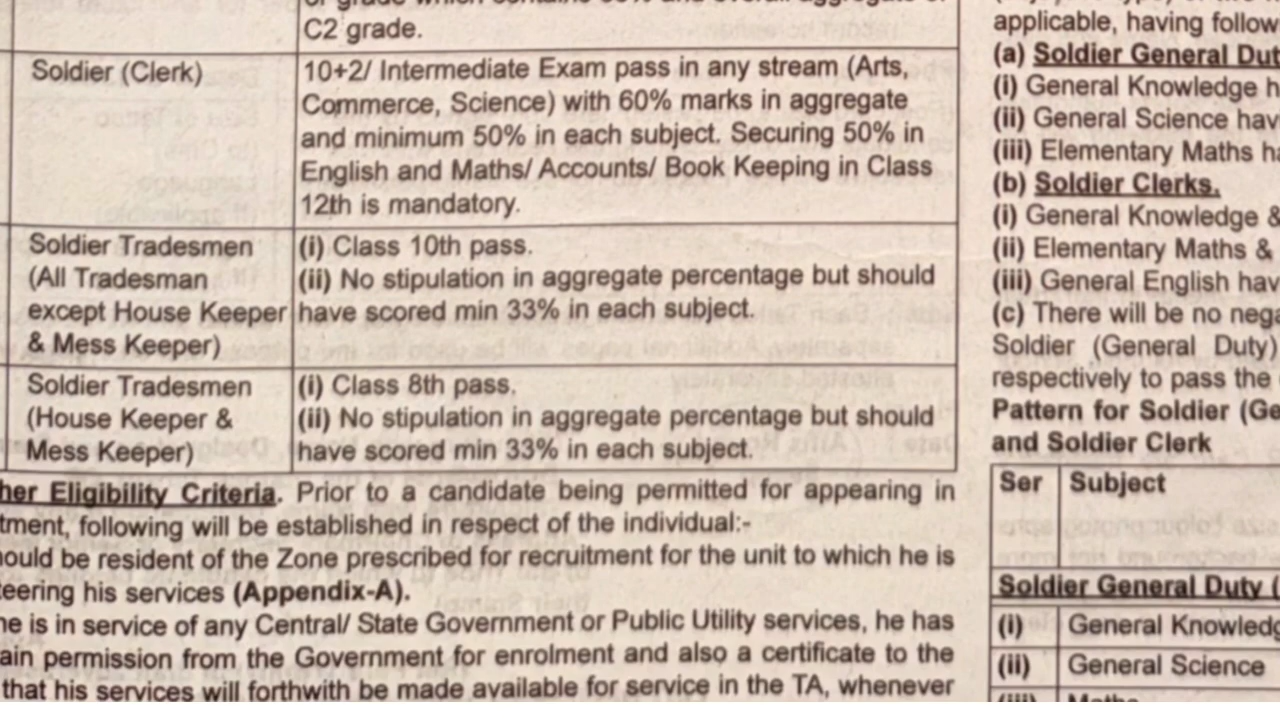 C2 grade.
Soldier (Clerk)
10+2/ Intermediate Exam pass in any stream (Arts,
Commerce, Science) with 60% marks in aggregate
and minimum 50% in each subject. Securing 50% in
English and Maths/ Accounts/ Book Keeping in Class
12th is mandatory.
Soldier Tradesmen
(All Tradesman
except House Keeper
& Mess Keeper)
(i) Class 10th pass.
(ii) No stipulation in aggregate percentage but should
have scored min 33% in each subject.
Soldier Tradesmen
(House Keeper &
Mess Keeper)
(i) Class 8th pass.
(ii) No stipulation in aggregate percentage but should
have scored min 33% in each subject.
her Eligibility Criteria. Prior to a candidate being permitted for appearing in
tment, following will be established in respect of the individual:-
ould be resident of the Zone prescribed for recruitment for the unit to which he is
teering his services (Appendix-A).
ne is in service of any Central/ State Government or Public Utility services, he has
ain permission from the Government for enrolment and also a certificate to the
that his services will forthwith be made available for service in the TA, whenever
applicable, having follow
(a) Soldier General Dut
(i) General Knowledge h
(ii) General Science hav
(iii) Elementary Maths ha
(b) Soldier Clerks.
(i) General Knowledge &
(ii) Elementary Maths &
(iii) General English hav
(c) There will be no nega
Soldier (General Duty)
respectively to pass the
Pattern for Soldier (Ge
and Soldier Clerk
Ser Subject
Soldier General Duty (
(i) General Knowledg
(ii) General Science